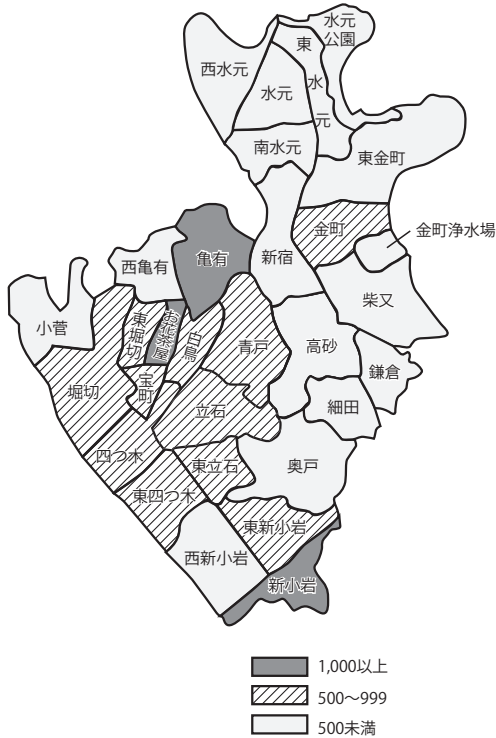 水元
公園
東
水
元
西水元
水元
南水元
東金町
金町
金町浄水場
新宿
亀有
西亀有
柴又
小菅
お花茶屋
東堀切
白鳥
青戸
高砂
鎌倉
堀切
宝町
立石
細田
四つ木
東立石
奥戸
東四つ木
東新小岩
西新小岩
新小岩
1,000以上
500〜999
500未満